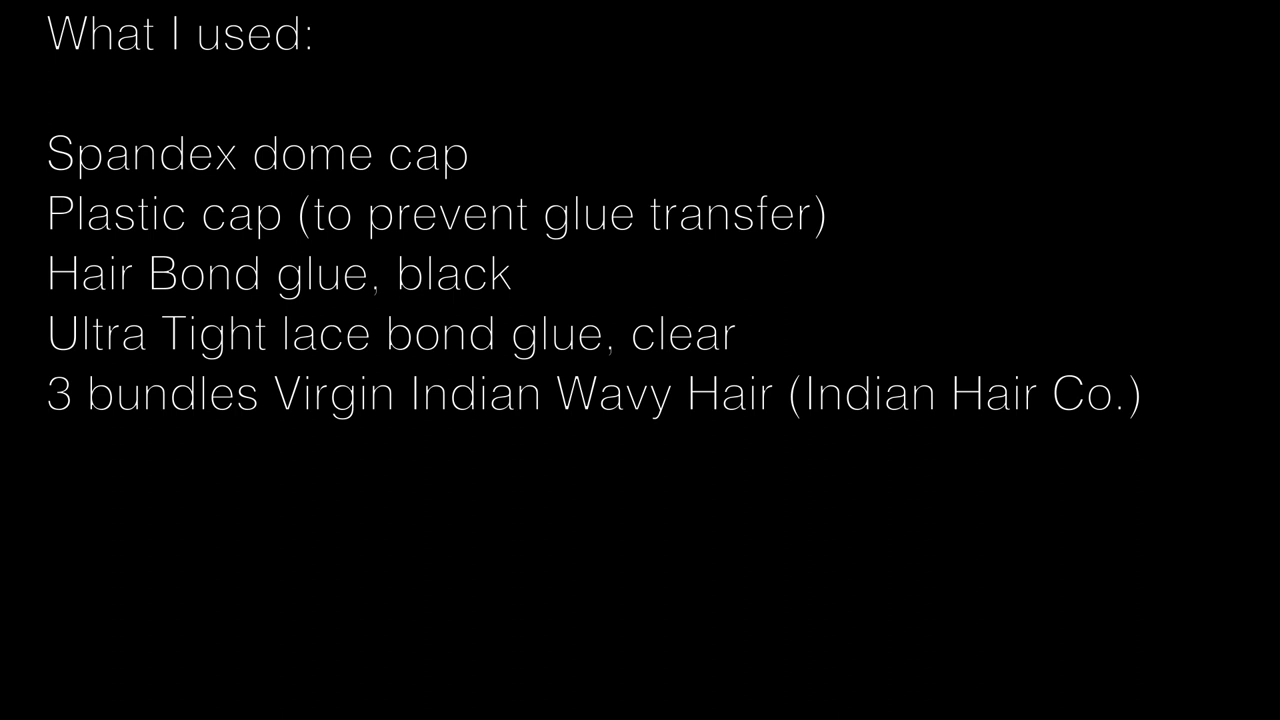 What I used:
Spandex dome cap
Plastic cap (to prevent glue transfer)
Hair Bond glue, black
Ultra Tight lace bond glue, clear
3 bundles Virgin Indian Wavy Hair (Indian Hair Co.)